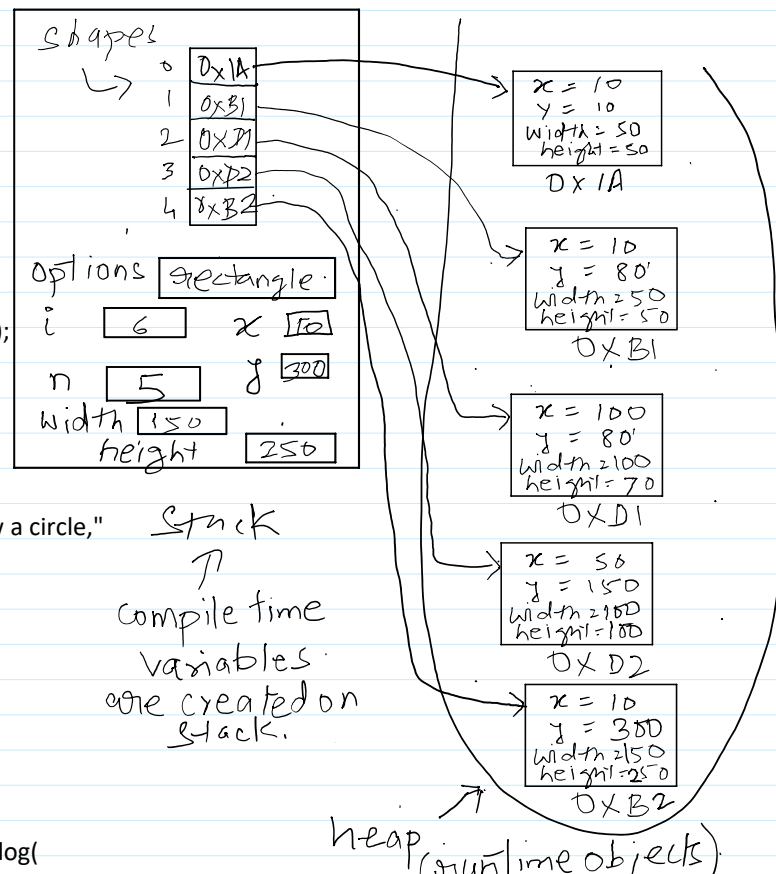 shapes
0 0x1A
1 0xB1
2 0xD1
3 0xD2
4 0xB2
options rectangle
i 6 x 10
);
n 5 y 300
width 150
height 250
x = 10
y = 10
width = 50
height = 50
0x1A
x = 10
y = 80
width = 50
height = 50
0XB1
x = 100
y = 80
width = 100
height = 70
0XD1
x = 50
y = 150
width = 100
height = 100
0XD2
x = 10
y = 300
width = 150
height = 250
0XB2
y a circle,"
Stack
compile time
variables
are created on
stack.
log(
heap (runtime objects)